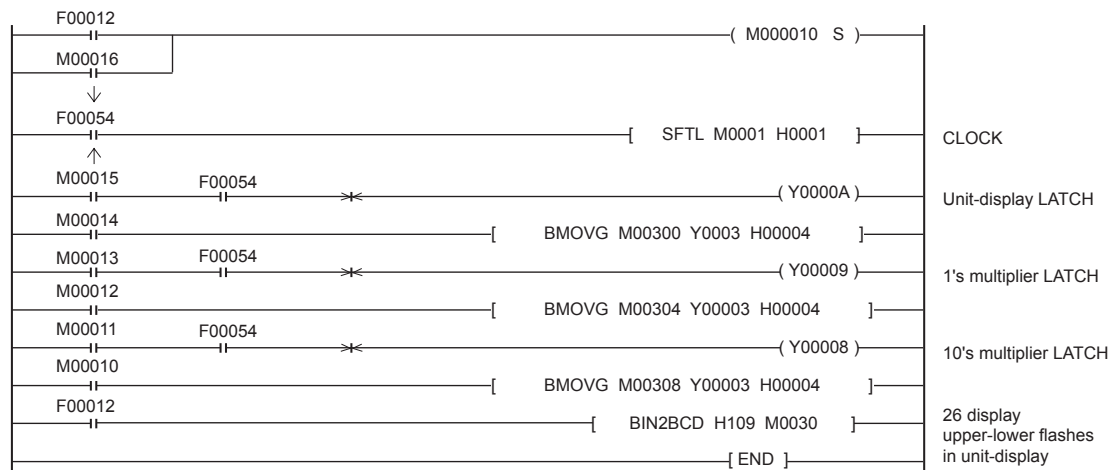 F00012
( M000010 S )
M00016
F00054
[ SFTL M0001 H0001 ]
CLOCK
M00015 F00054
( Y0000A )
Unit-display LATCH
M00014
[ BMOVG M00300 Y0003 H00004 ]
M00013 F00054
( Y00009 )
1's multiplier LATCH
M00012
[ BMOVG M00304 Y00003 H00004 ]
M00011 F00054
( Y00008 )
10's multiplier LATCH
M00010
[ BMOVG M00308 Y00003 H00004 ]
F00012
[ BIN2BCD H109 M0030 ]
26 display
upper-lower flashes
in unit-display
[ END ]